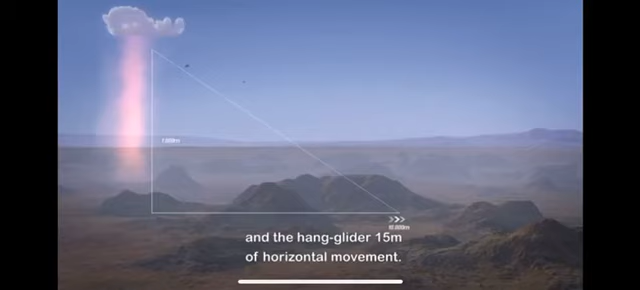 and the hang-glider 15m
of horizontal movement.